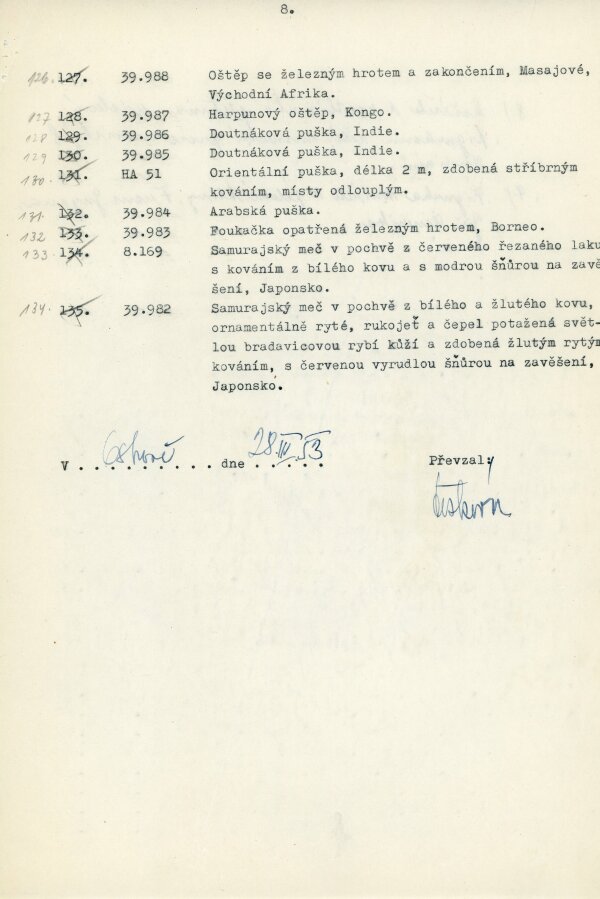 8.
126. 127. 39.988 Oštěp se železným hrotem a zakončením, Masajové,
Východní Afrika.
127 128. 39.987 Harpunový oštěp, Kongo.
128 129. 39.986 Doutnáková puška, Indie.
129 130. 39.985 Doutnáková puška, Indie.
130. 131. HA 51 Orientální puška, délka 2 m, zdobená stříbrným
kováním, místy odlouplým.
131. 132. 39.984 Arabská puška.
132 133. 39.983 Foukačka opatřená železným hrotem, Borneo.
133. 134. 8.169 Samurajský meč v pochvě z červeného řezaného laku
s kováním z bílého kovu a s modrou šňůrou na zavě
šení, Japonsko.
134. 135. 39.982 Samurajský meč v pochvě z bílého a žlutého kovu,
ornamentálně ryté, rukojeť a čepel potažená svět-
lou bradavicovou rybí kůží a zdobená žlutým rytým
kováním, s červenou vyrudlou šňůrou na zavěšení,
Japonsko.
V . . . . . . . . . dne 28. . 53 Převzal: